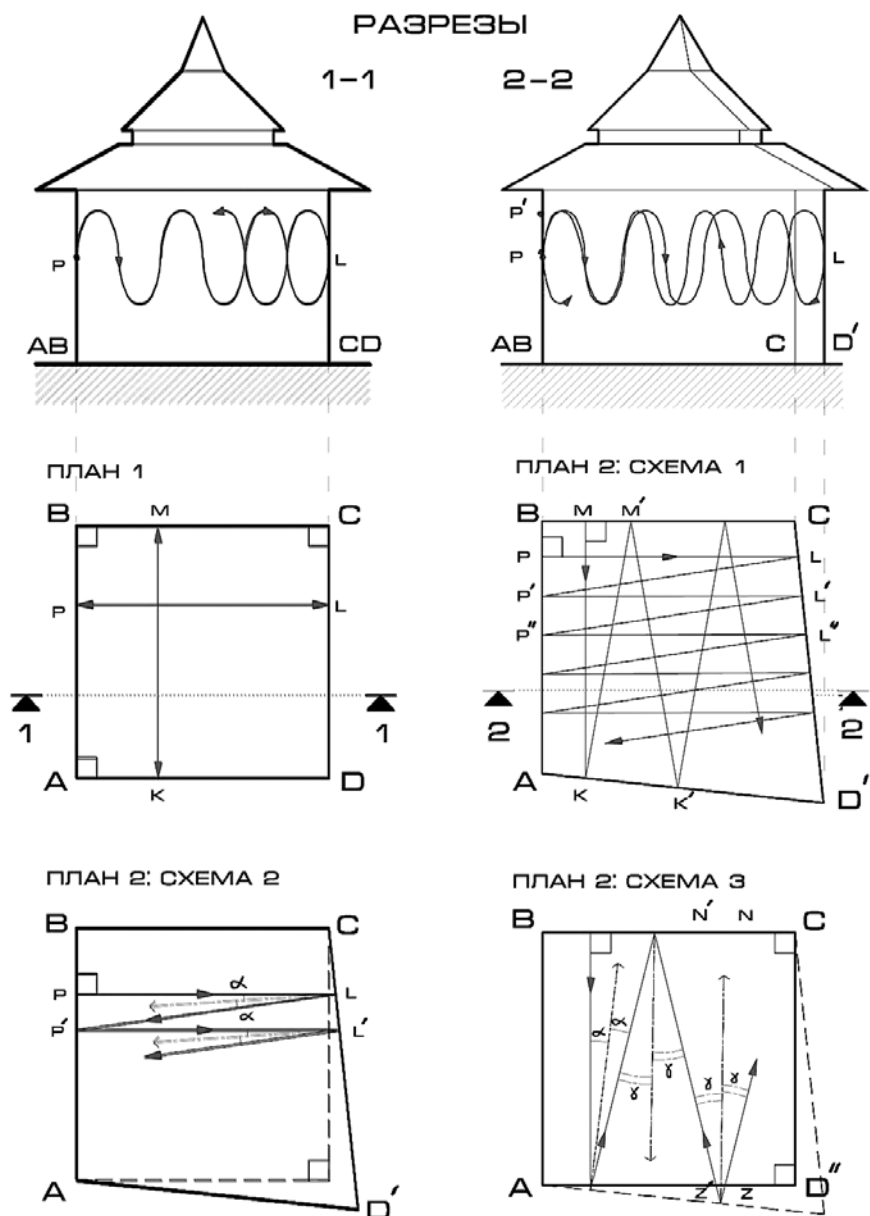 РАЗРЕЗЫ
1-1 2-2
P L P' P L
AB CD AB C D'
ПЛАН 1 ПЛАН 2: СХЕМА 1
B M C B M M' C
P L P L
P' L'
P" L"
1 1 2 2
A K D A K K' D'
ПЛАН 2: СХЕМА 2 ПЛАН 2: СХЕМА 3
B C B N' N C
P α L
P' α L' α α
γ γ γ γ
A D' A Z' Z D"